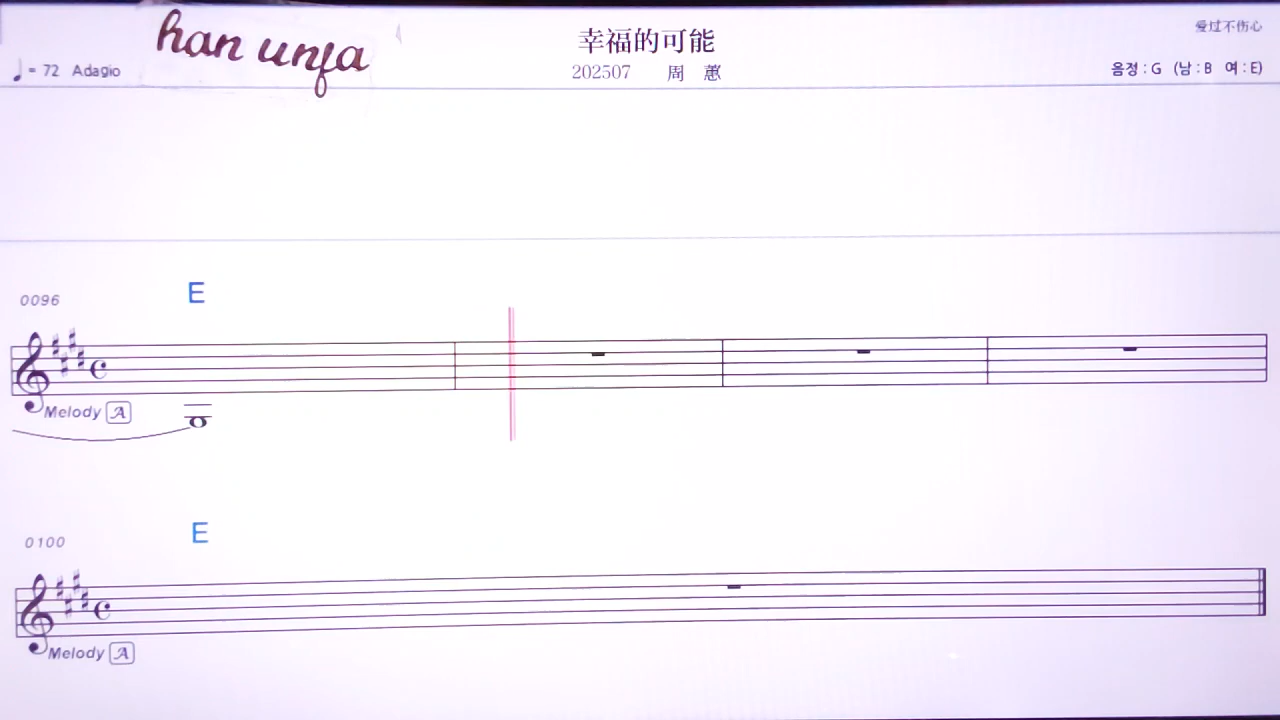 han unfa
幸福的可能
爱过不伤心
♩= 72 Adagio
202507 周 蕙
음정 : G (남 : B 여 : E)
0096
E
Melody A
0100
E
Melody A